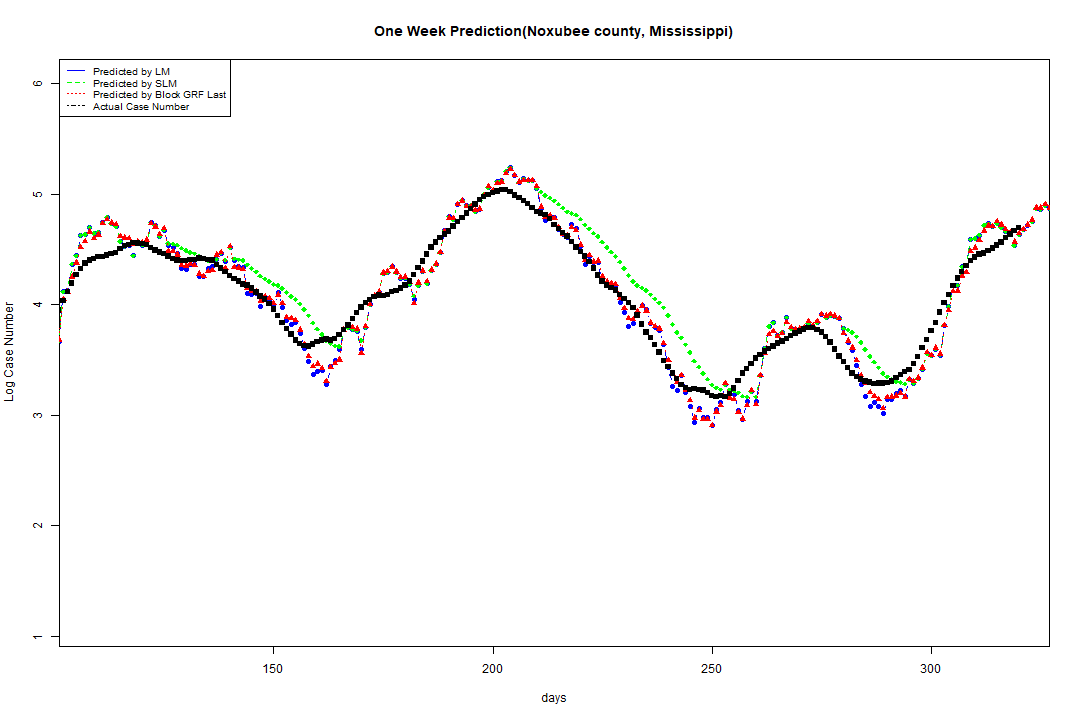 One Week Prediction(Noxubee county, Mississippi)
Predicted by LM
Predicted by SLM
Predicted by Block GRF Last
Actual Case Number
6
5
4
3
2
1
Log Case Number
150 200 250 300
days